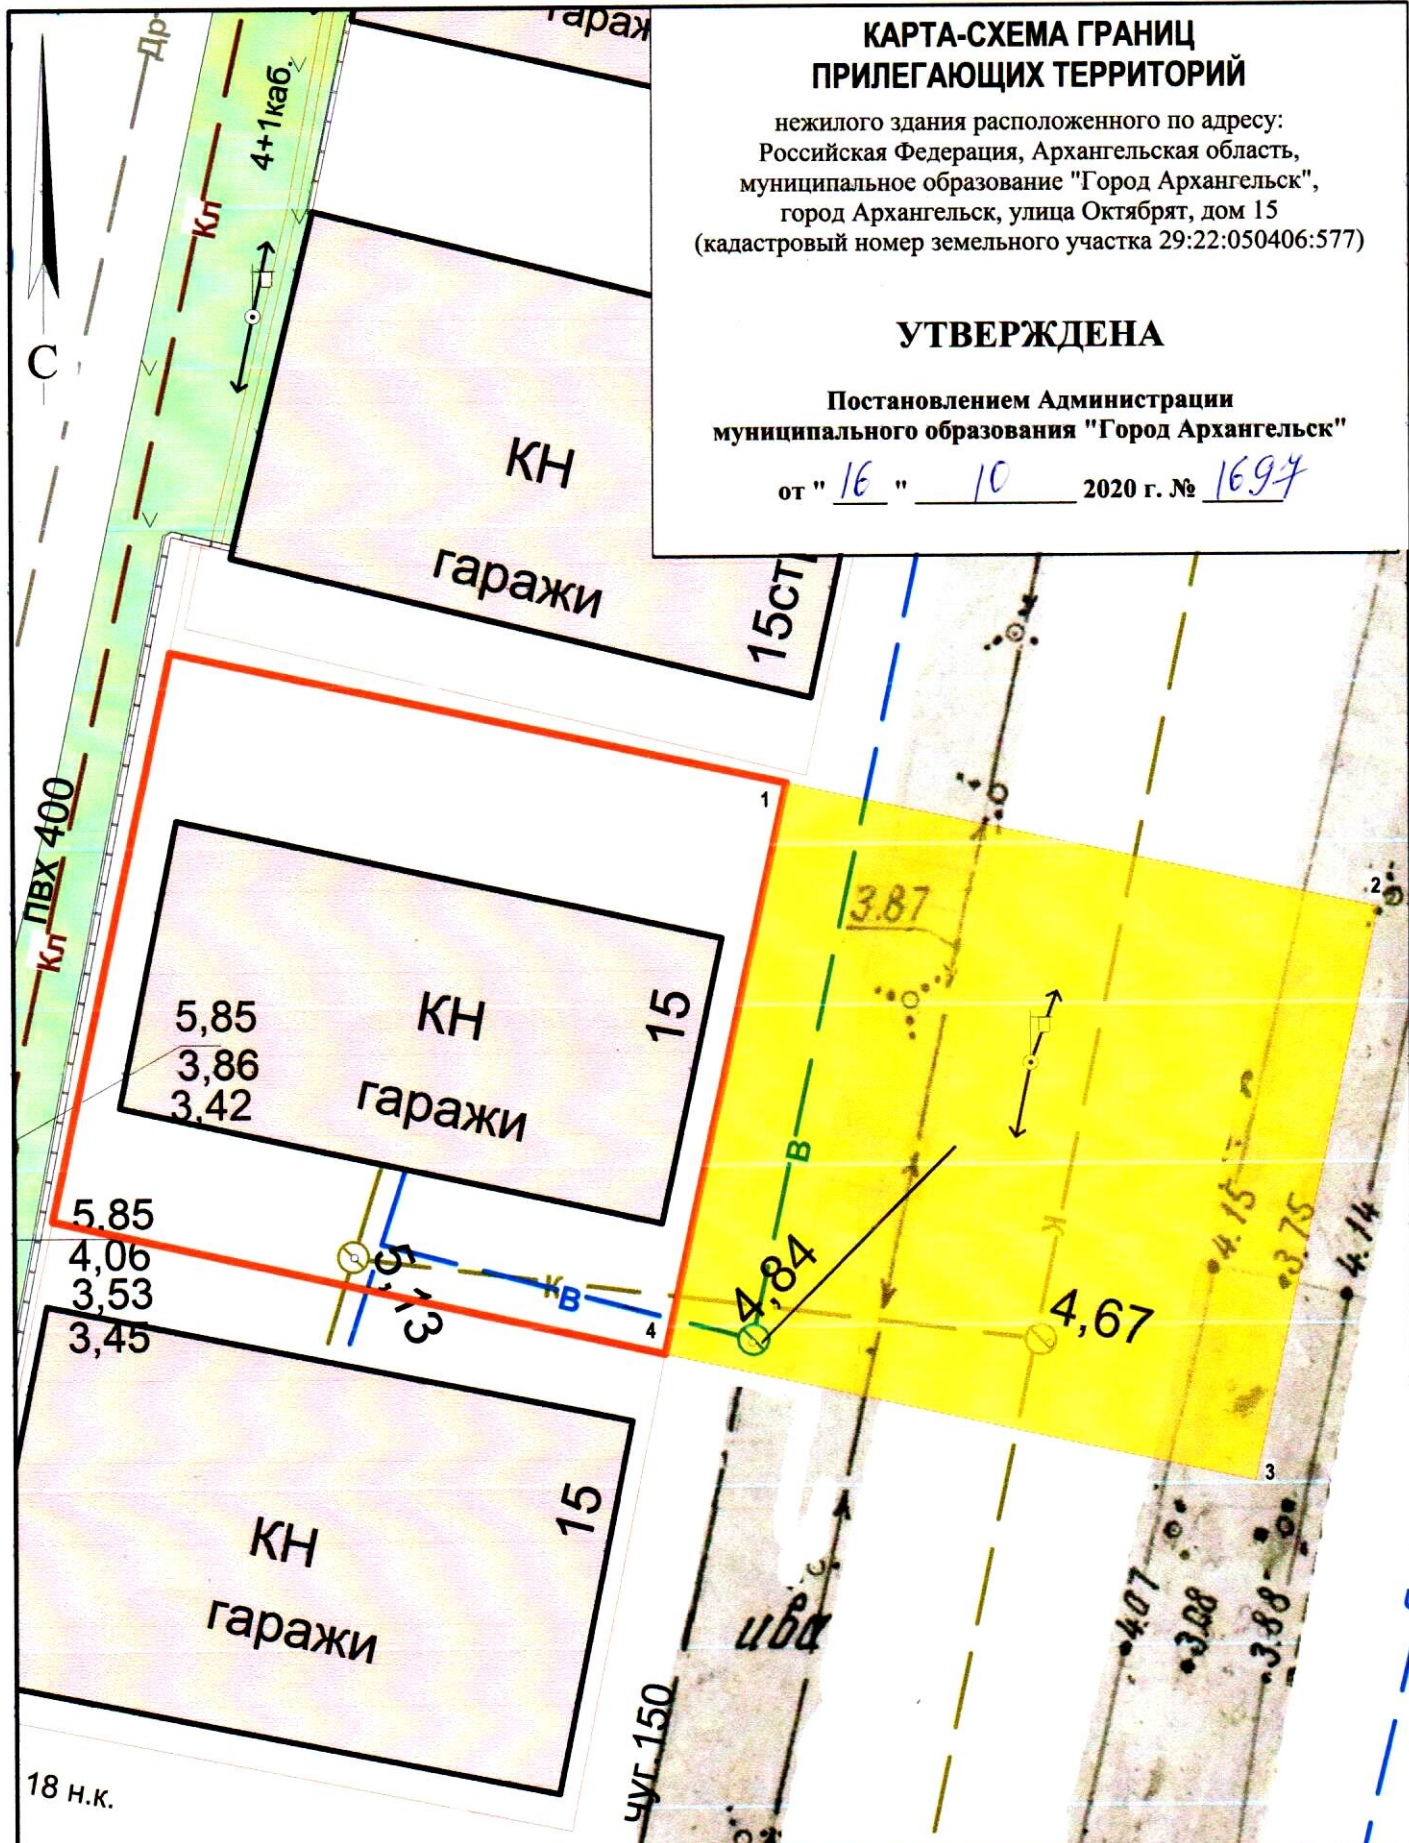 КАРТА-СХЕМА ГРАНИЦ
ПРИЛЕГАЮЩИХ ТЕРРИТОРИЙ
нежилого здания расположенного по адресу:
Российская Федерация, Архангельская область,
муниципальное образование "Город Архангельск",
город Архангельск, улица Октябрят, дом 15
(кадастровый номер земельного участка 29:22:050406:577)
УТВЕРЖДЕНА
Постановлением Администрации
муниципального образования "Город Архангельск"
от " 16 " 10 2020 г. № 1697
Др
4+1каб.
Кл
С
КН
гаражи
15ст
1
2
ПВХ 400
Кл
3.87
КН
15
гаражи
5,85
3,86
3,42
В
К
4.15
3.75
4.14
5,85
4,06
3,53
3,45
5,13
К
В
4
4,84
4,67
3
КН
15
гаражи
ива
4.07
3.08
3.88
чуг.150
18 н.к.